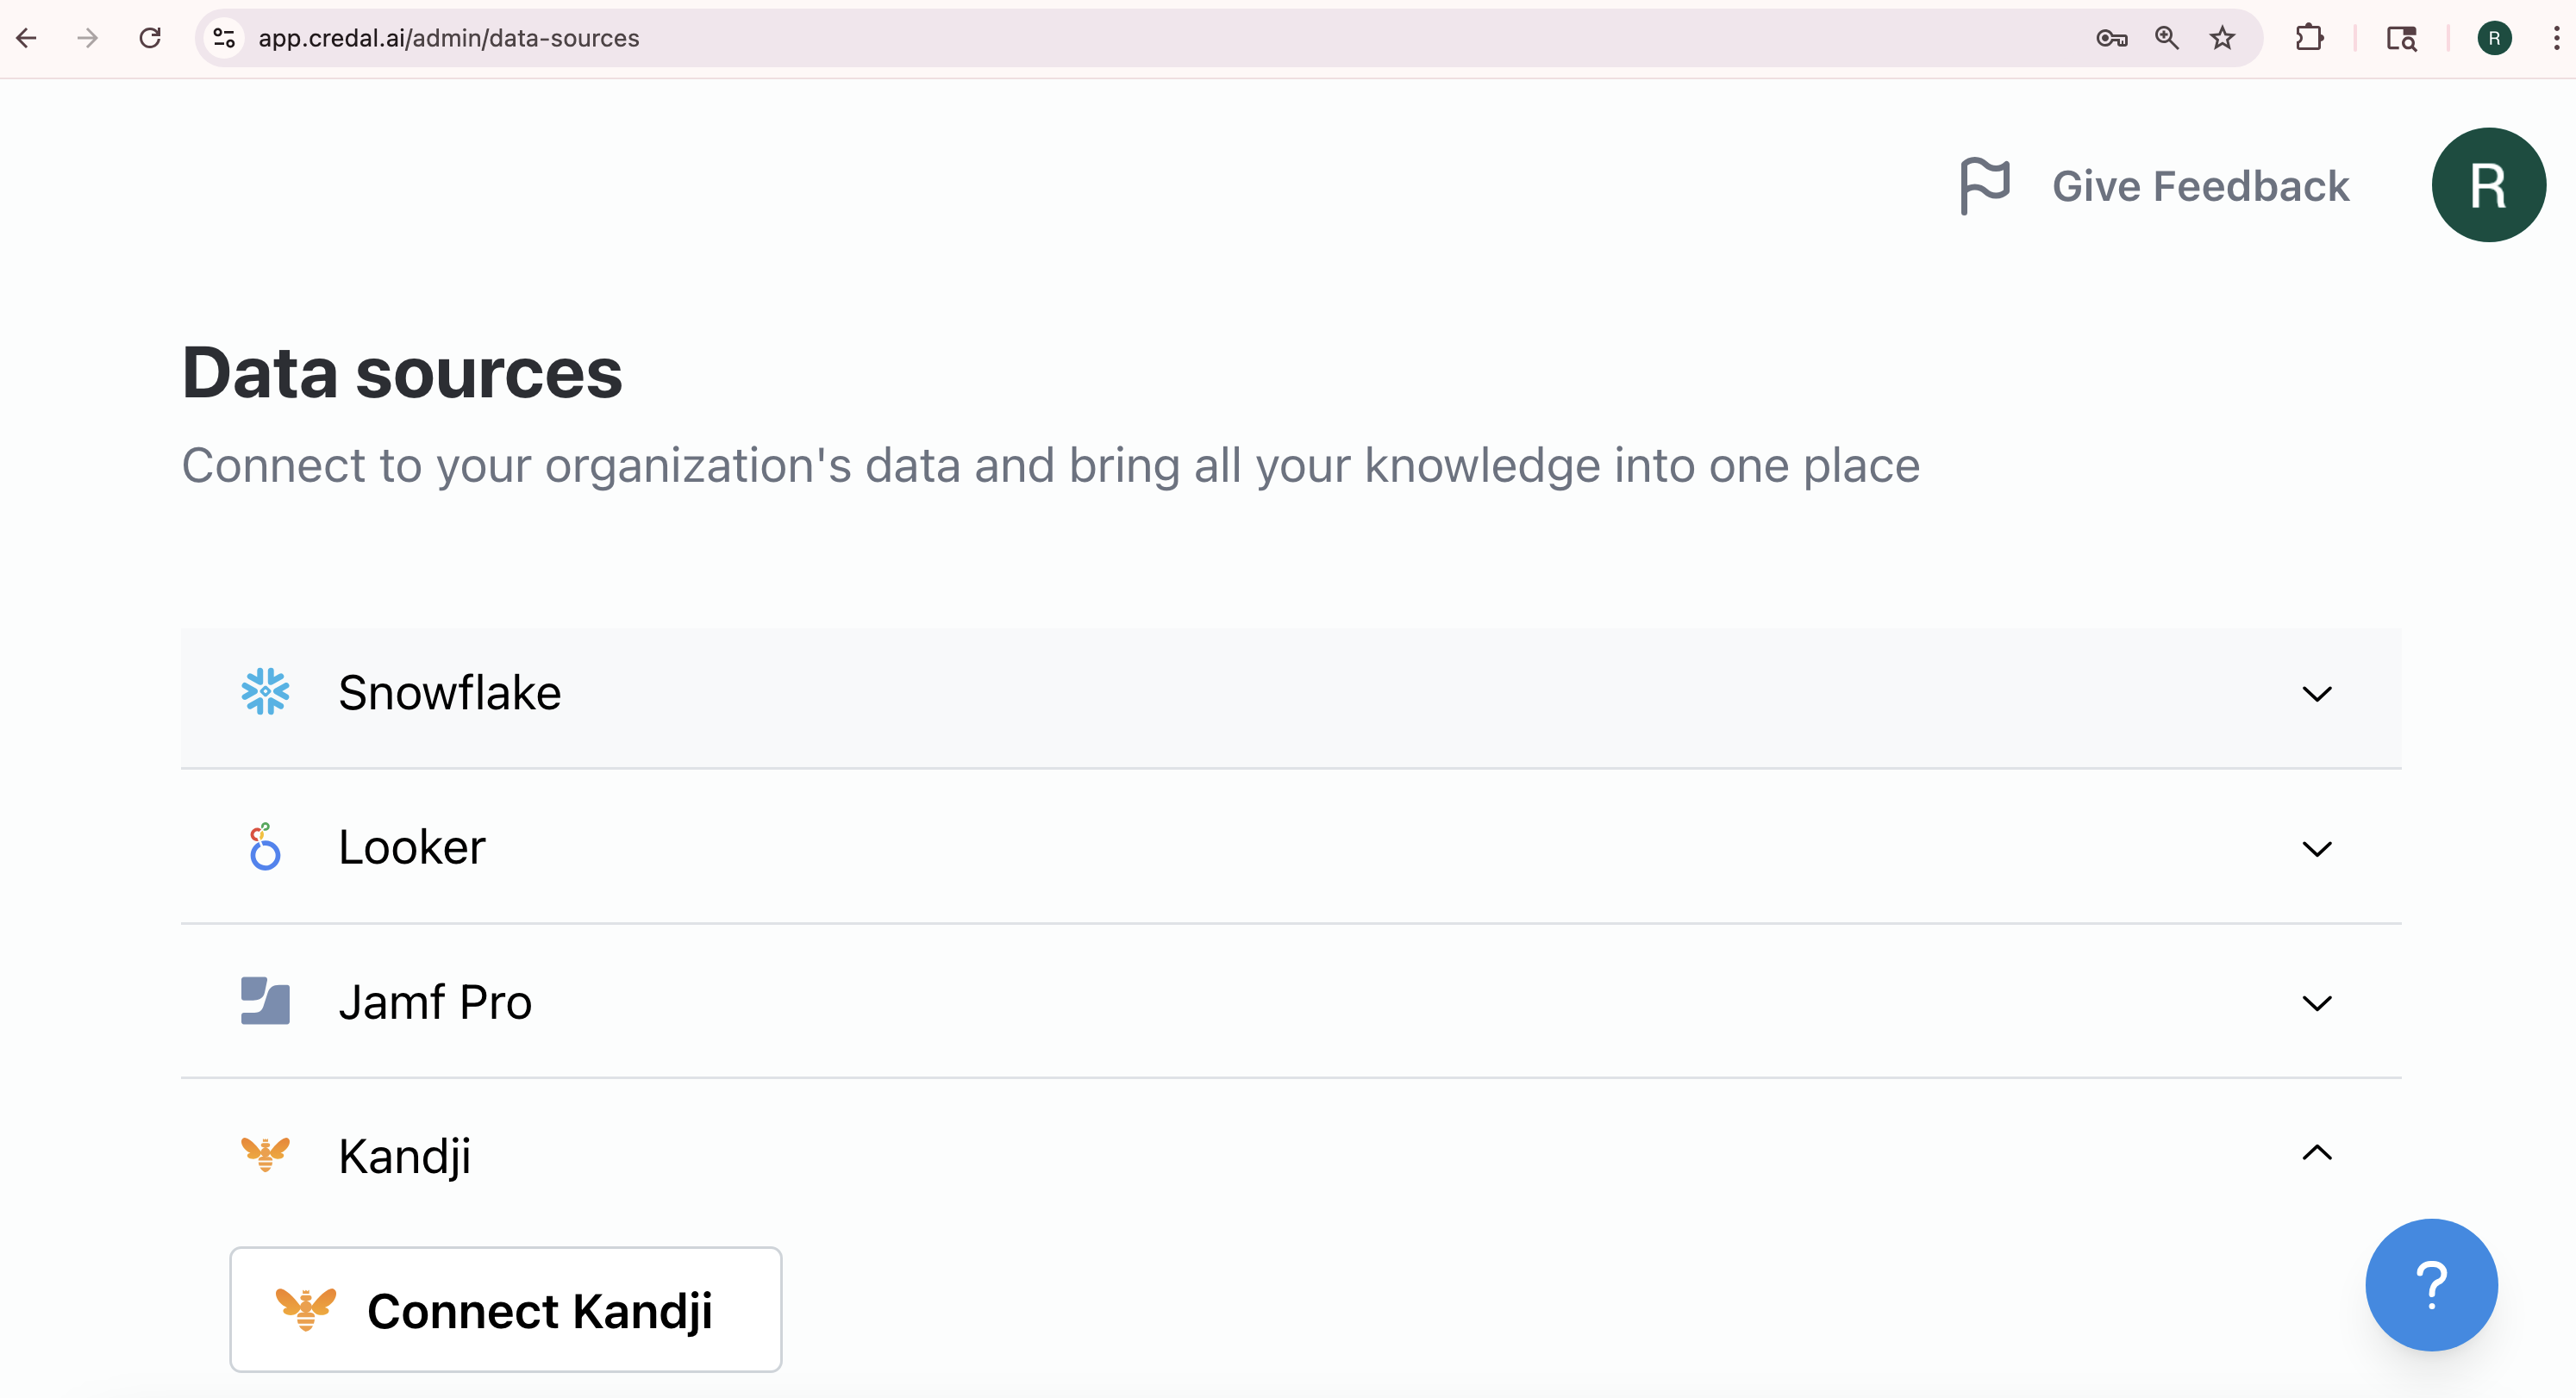 app.credal.ai/admin/data-sources
R
Give Feedback
R
Data sources
Connect to your organization's data and bring all your knowledge into one place
Snowflake
Looker
Jamf Pro
Kandji
Connect Kandji
?